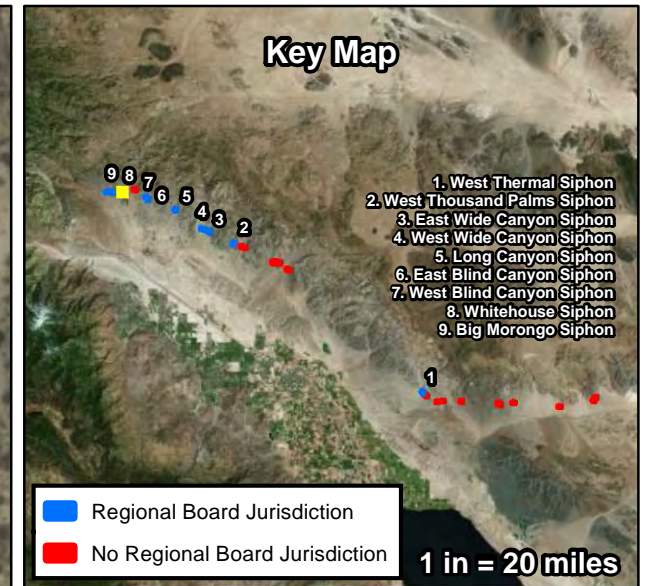 Key Map
9
8
7
6
5
4
3
2
1. West Thermal Siphon
2. West Thousand Palms Siphon
3. East Wide Canyon Siphon
4. West Wide Canyon Siphon
5. Long Canyon Siphon
6. East Blind Canyon Siphon
7. West Blind Canyon Siphon
8. Whitehouse Siphon
9. Big Morongo Siphon
1
Regional Board Jurisdiction
No Regional Board Jurisdiction
1 in = 20 miles